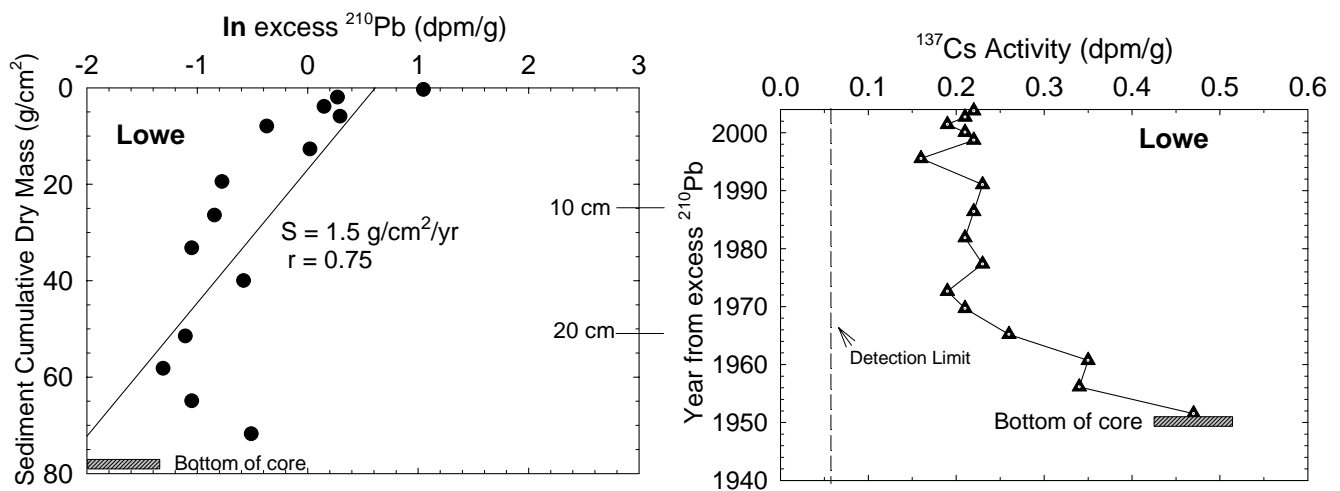 ln excess ²¹⁰Pb (dpm/g)
-2 -1 0 1 2 3
Sediment Cumulative Dry Mass (g/cm²)
0
20
40
60
80
Lowe
10 cm
S = 1.5 g/cm²/yr
r = 0.75
20 cm
Bottom of core
¹³⁷Cs Activity (dpm/g)
0.0 0.1 0.2 0.3 0.4 0.5 0.6
Year from excess ²¹⁰Pb
2000
1990
1980
1970
1960
1950
1940
Lowe
Detection Limit
Bottom of core